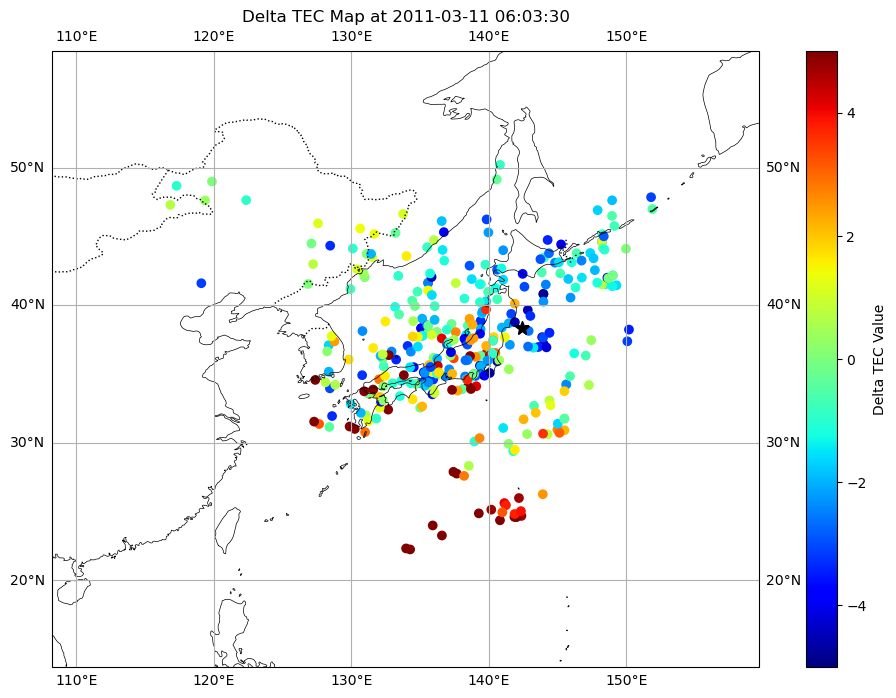 Delta TEC Map at 2011-03-11 06:03:30
110°E 120°E 130°E 140°E 150°E
50°N 50°N
40°N 40°N
30°N 30°N
20°N 20°N
110°E 120°E 130°E 140°E 150°E
4
2
0
−2
−4
Delta TEC Value